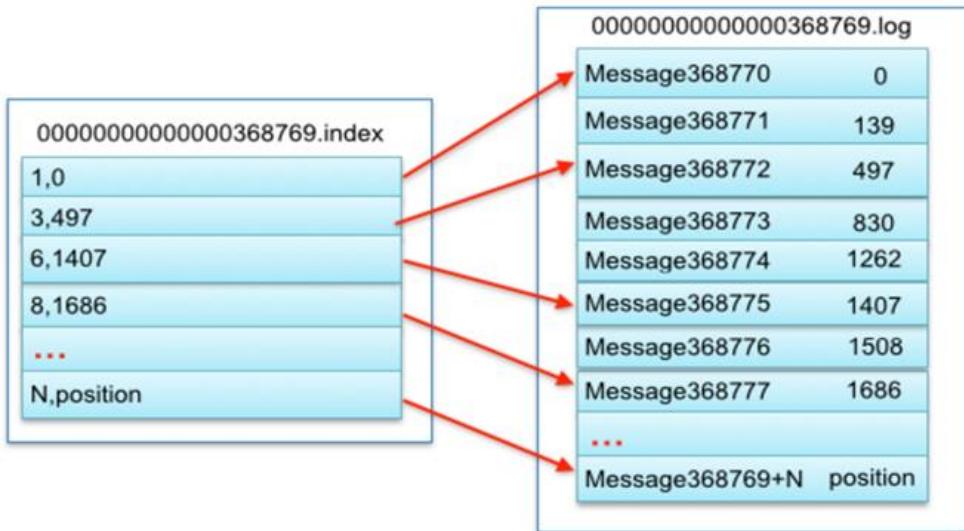 00000000000000368769.index
1,0
3,497
6,1407
8,1686
...
N,position
00000000000000368769.log
Message368770 0
Message368771 139
Message368772 497
Message368773 830
Message368774 1262
Message368775 1407
Message368776 1508
Message368777 1686
...
Message368769+N position